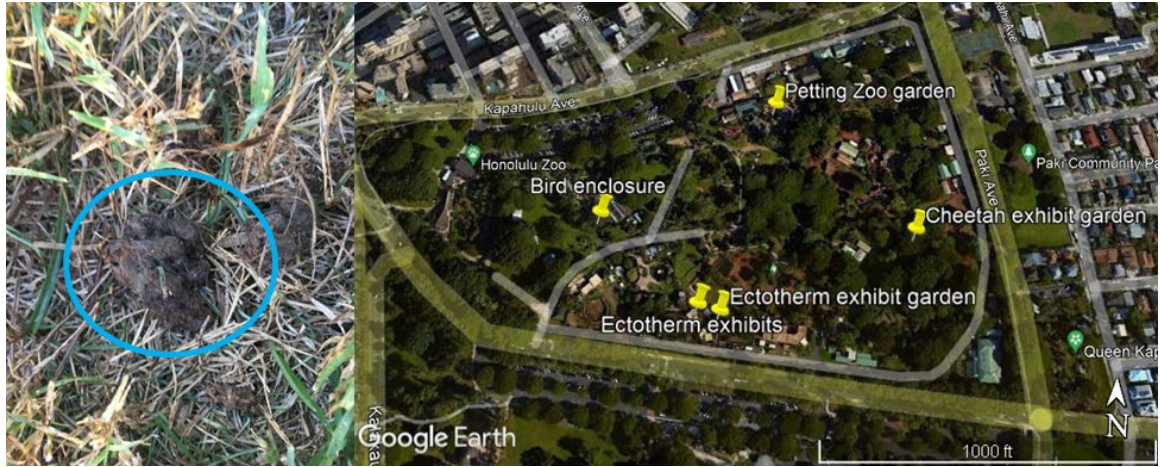 Petting Zoo garden
Kapahulu Ave
Honolulu Zoo
Paki Community Pa
Bird enclosure
Paki Ave
Cheetah exhibit garden
Ectotherm exhibit garden
Ectotherm exhibits
Queen Kap
Google Earth
N
1000 ft